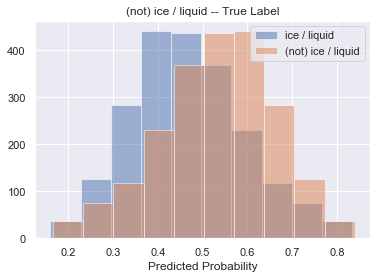 (not) ice / liquid -- True Label
ice / liquid
(not) ice / liquid
400
300
200
100
0
0.2 0.3 0.4 0.5 0.6 0.7 0.8
Predicted Probability